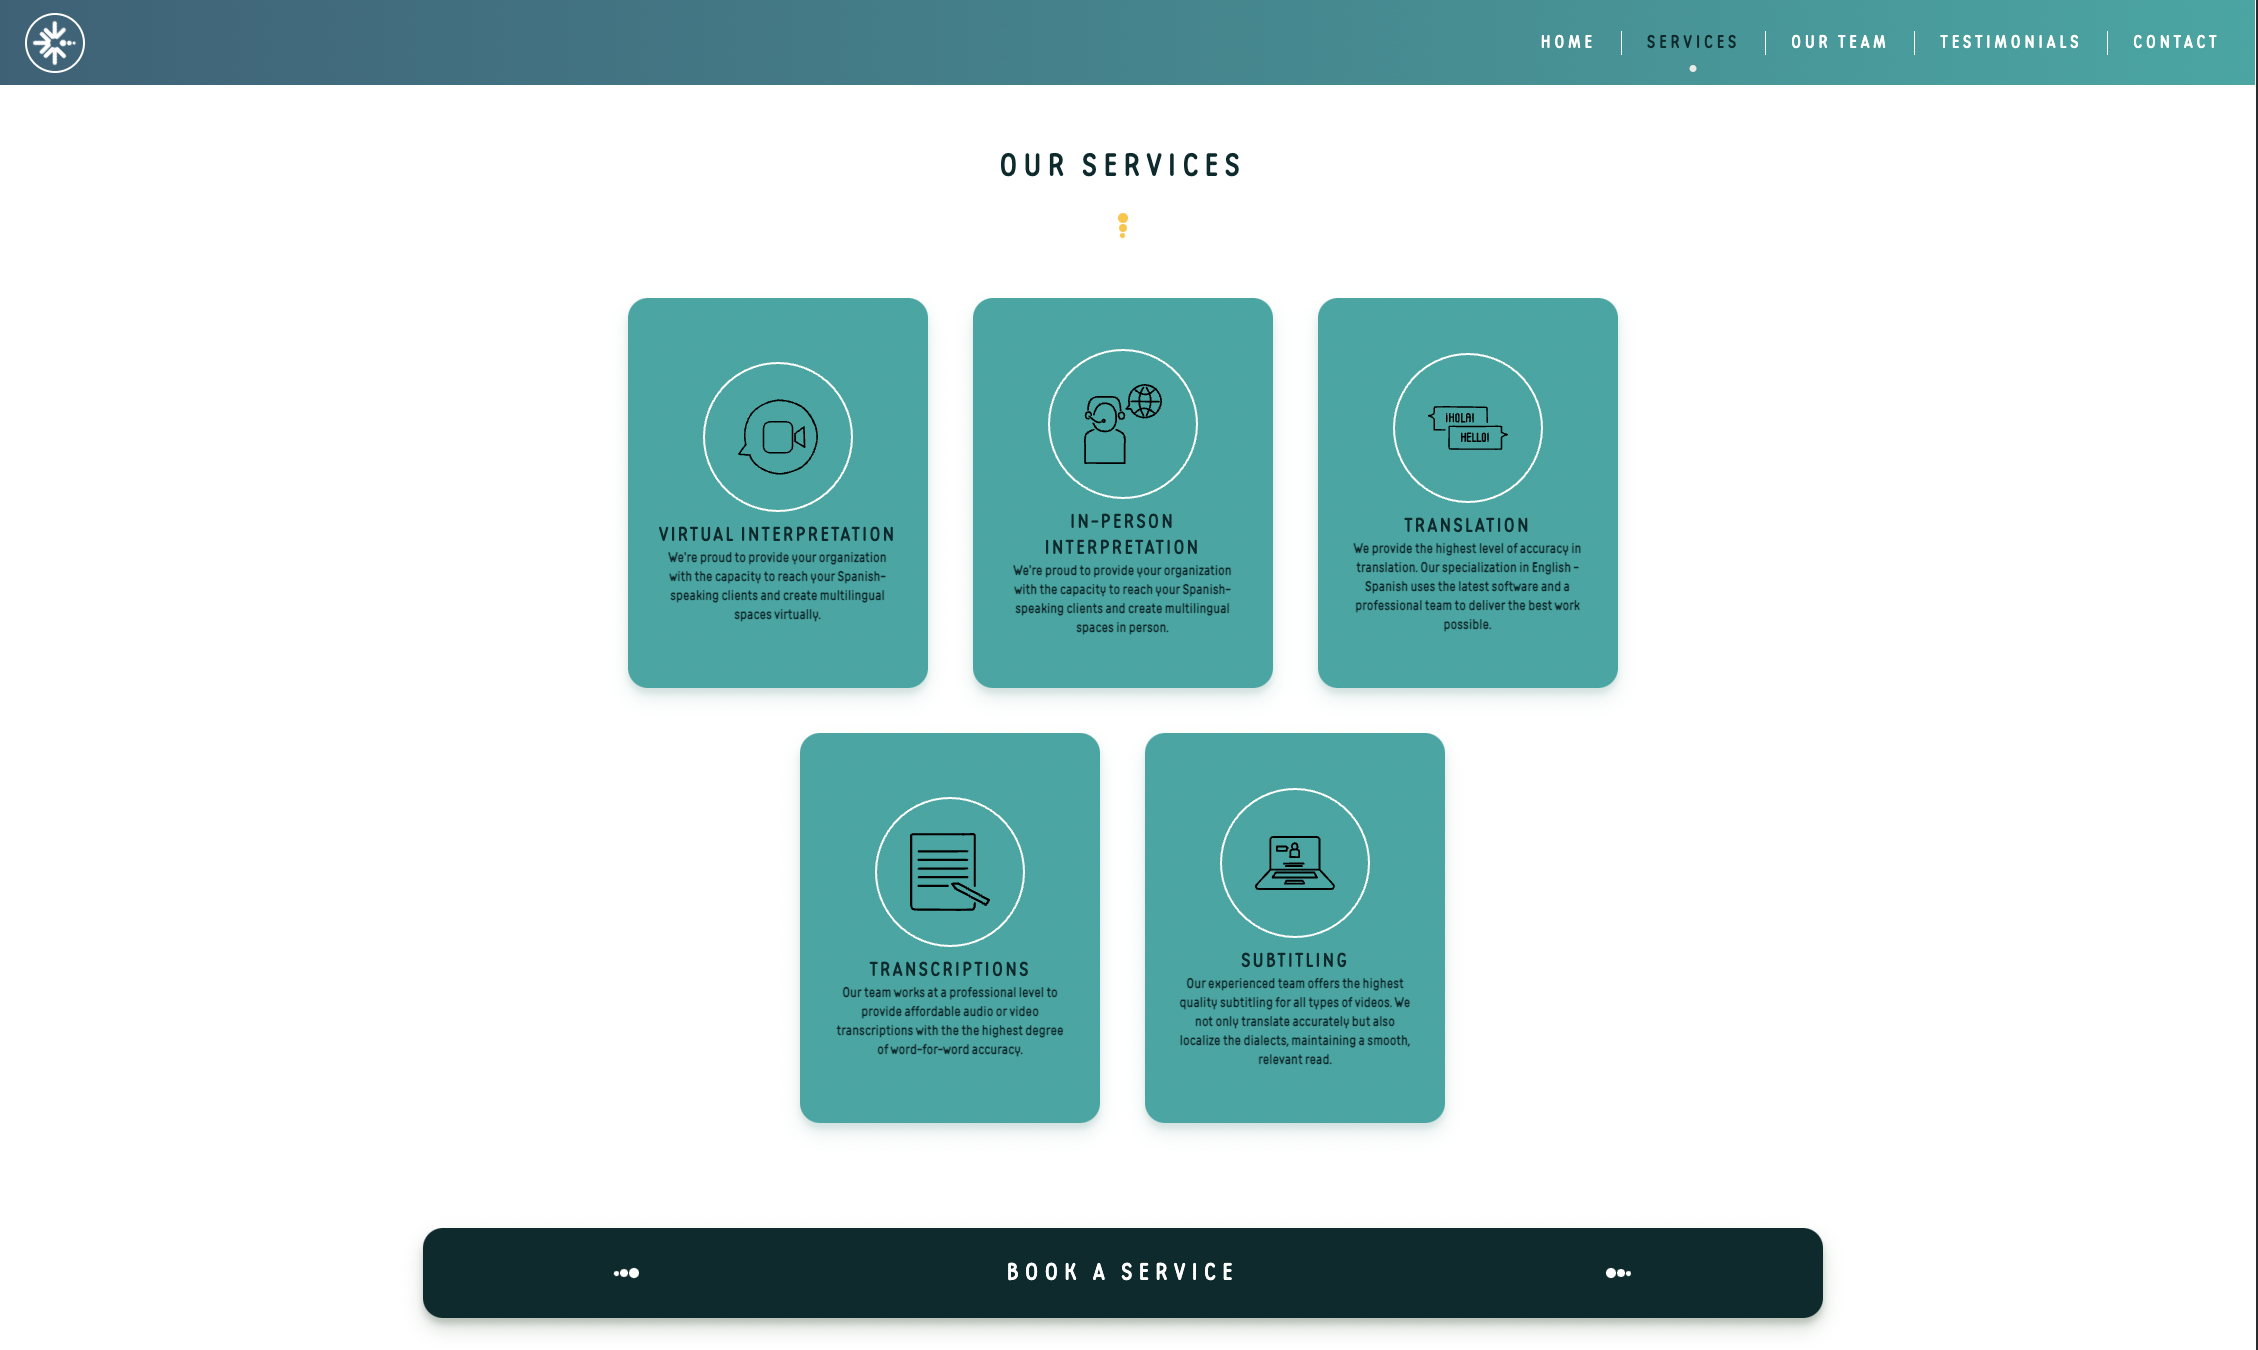 HOME
SERVICES
OUR TEAM
TESTIMONIALS
CONTACT
OUR SERVICES
¡HOLA!
HELLO!
VIRTUAL INTERPRETATION
We're proud to provide your organization
with the capacity to reach your Spanish-
speaking clients and create multilingual
spaces virtually.
IN-PERSON
INTERPRETATION
We're proud to provide your organization
with the capacity to reach your Spanish-
speaking clients and create multilingual
spaces in person.
TRANSLATION
We provide the highest level of accuracy in
translation. Our specialization in English -
Spanish uses the latest software and a
professional team to deliver the best work
possible.
TRANSCRIPTIONS
Our team works at a professional level to
provide affordable audio or video
transcriptions with the the highest degree
of word-for-word accuracy.
SUBTITLING
Our experienced team offers the highest
quality subtitling for all types of videos. We
not only translate accurately but also
localize the dialects, maintaining a smooth,
relevant read.
BOOK A SERVICE